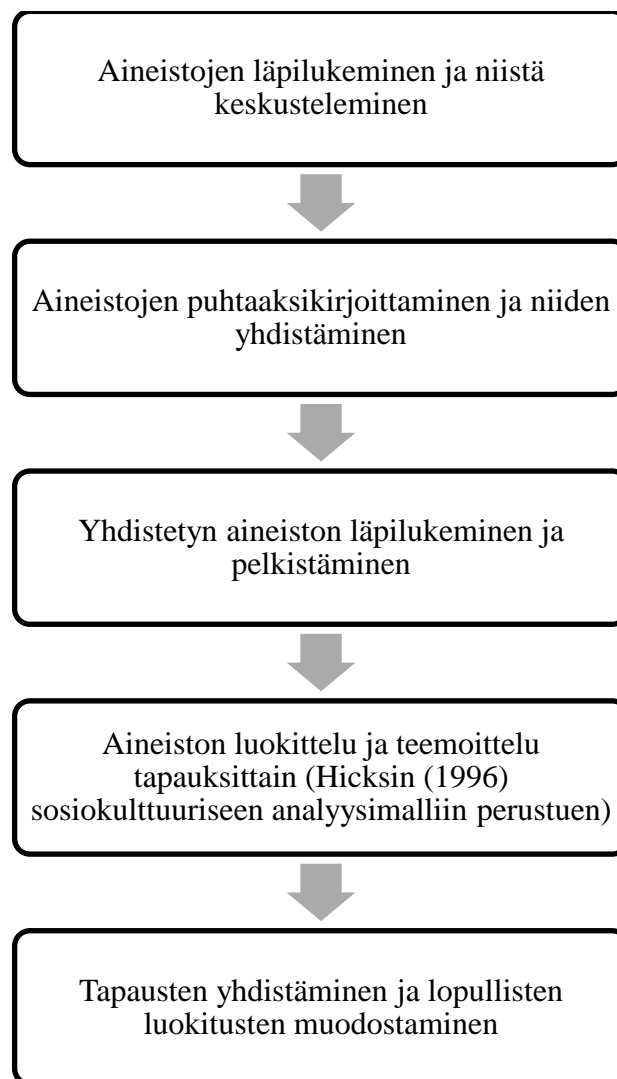 Aineistojen läpilukeminen ja niistä
keskusteleminen
Aineistojen puhtaaksikirjoittaminen ja niiden
yhdistäminen
Yhdistetyn aineiston läpilukeminen ja
pelkistäminen
Aineiston luokittelu ja teemoittelu
tapauksittain (Hicksin (1996)
sosiokulttuuriseen analyysimalliin perustuen)
Tapausten yhdistäminen ja lopullisten
luokitusten muodostaminen